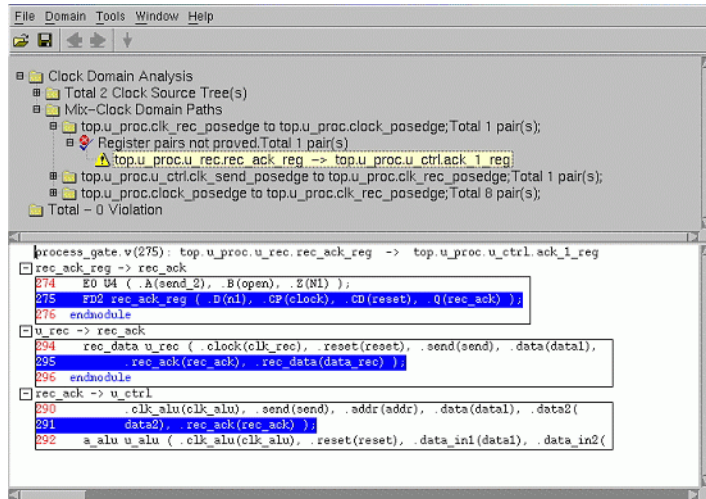 File Domain Tools Window Help
Clock Domain Analysis
Total 2 Clock Source Tree(s)
Mix-Clock Domain Paths
top.u_proc.clk_rec_posedge to top.u_proc.clock_posedge;Total 1 pair(s);
Register pairs not proved.Total 1 pair(s)
top.u_proc.u_rec.rec_ack_reg -> top.u_proc.u_ctrl.ack_1_reg
top.u_proc.u_ctrl.clk_send_posedge to top.u_proc.clk_rec_posedge;Total 1 pair(s);
top.u_proc.clock_posedge to top.u_proc.clk_rec_posedge;Total 8 pair(s);
Total - 0 Violation
process_gate.v(275): top.u_proc.u_rec.rec_ack_reg -> top.u_proc.u_ctrl.ack_1_reg
rec_ack_reg -> rec_ack
274 EO U4 ( .A(send_2), .B(open), .Z(N1) );
275 FD2 rec_ack_reg ( .D(n1), .CP(clock), .CD(reset), .Q(rec_ack) );
276 endmodule
u_rec -> rec_ack
294 rec_data u_rec ( .clock(clk_rec), .reset(reset), .send(send), .data(data1),
295 .rec_ack(rec_ack), .rec_data(data_rec) );
296 endmodule
rec_ack -> u_ctrl
290 .clk_alu(clk_alu), .send(send), .addr(addr), .data(data1), .data2(
291 data2), .rec_ack(rec_ack) );
292 a_alu u_alu ( .clk_alu(clk_alu), .reset(reset), .data_in1(data1), .data_in2(